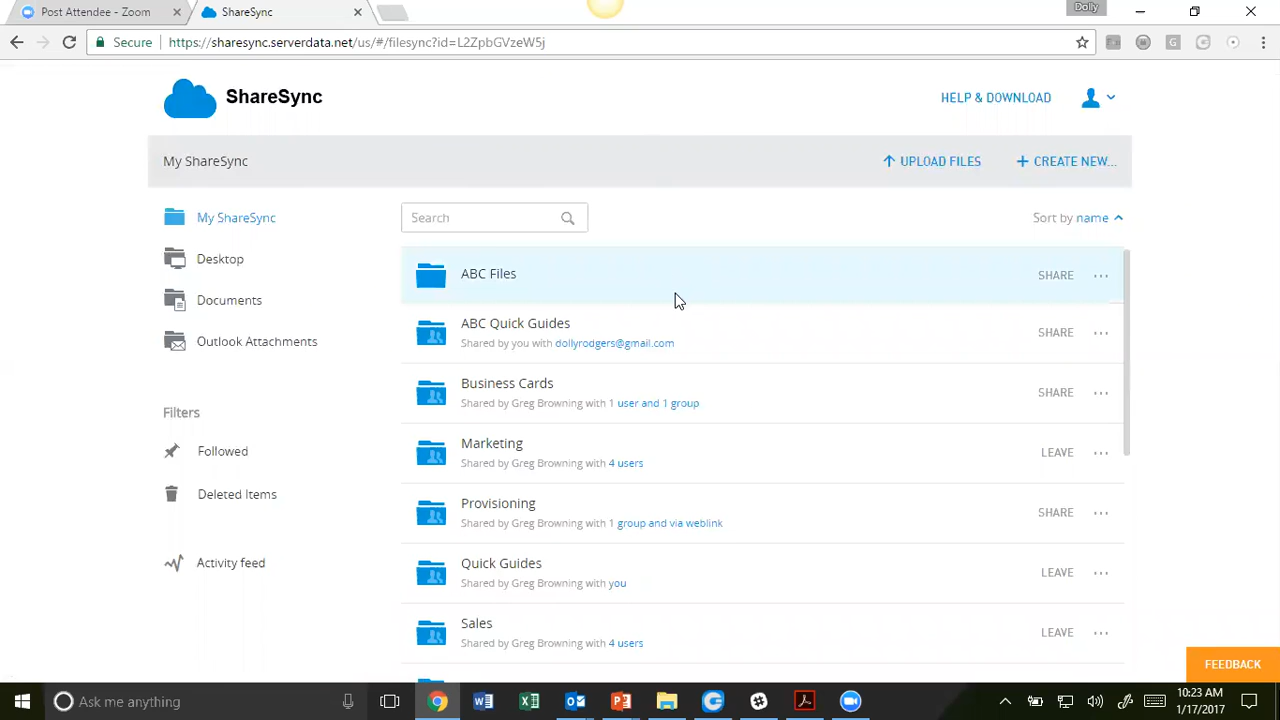 Post Attendee - Zoom
ShareSync
Dolly
Secure
https://sharesync.serverdata.net/us/#/filesync?id=L2ZpbGVzeW5j
ShareSync
HELP & DOWNLOAD
My ShareSync
UPLOAD FILES
CREATE NEW...
My ShareSync
Desktop
Documents
Outlook Attachments
Filters
Followed
Deleted Items
Activity feed
Search
Sort by name
ABC Files
SHARE
ABC Quick Guides
Shared by you with dollyrodgers@gmail.com
SHARE
Business Cards
Shared by Greg Browning with 1 user and 1 group
SHARE
Marketing
Shared by Greg Browning with 4 users
LEAVE
Provisioning
Shared by Greg Browning with 1 group and via weblink
SHARE
Quick Guides
Shared by Greg Browning with you
LEAVE
Sales
Shared by Greg Browning with 4 users
LEAVE
FEEDBACK
Ask me anything
10:23 AM
1/17/2017